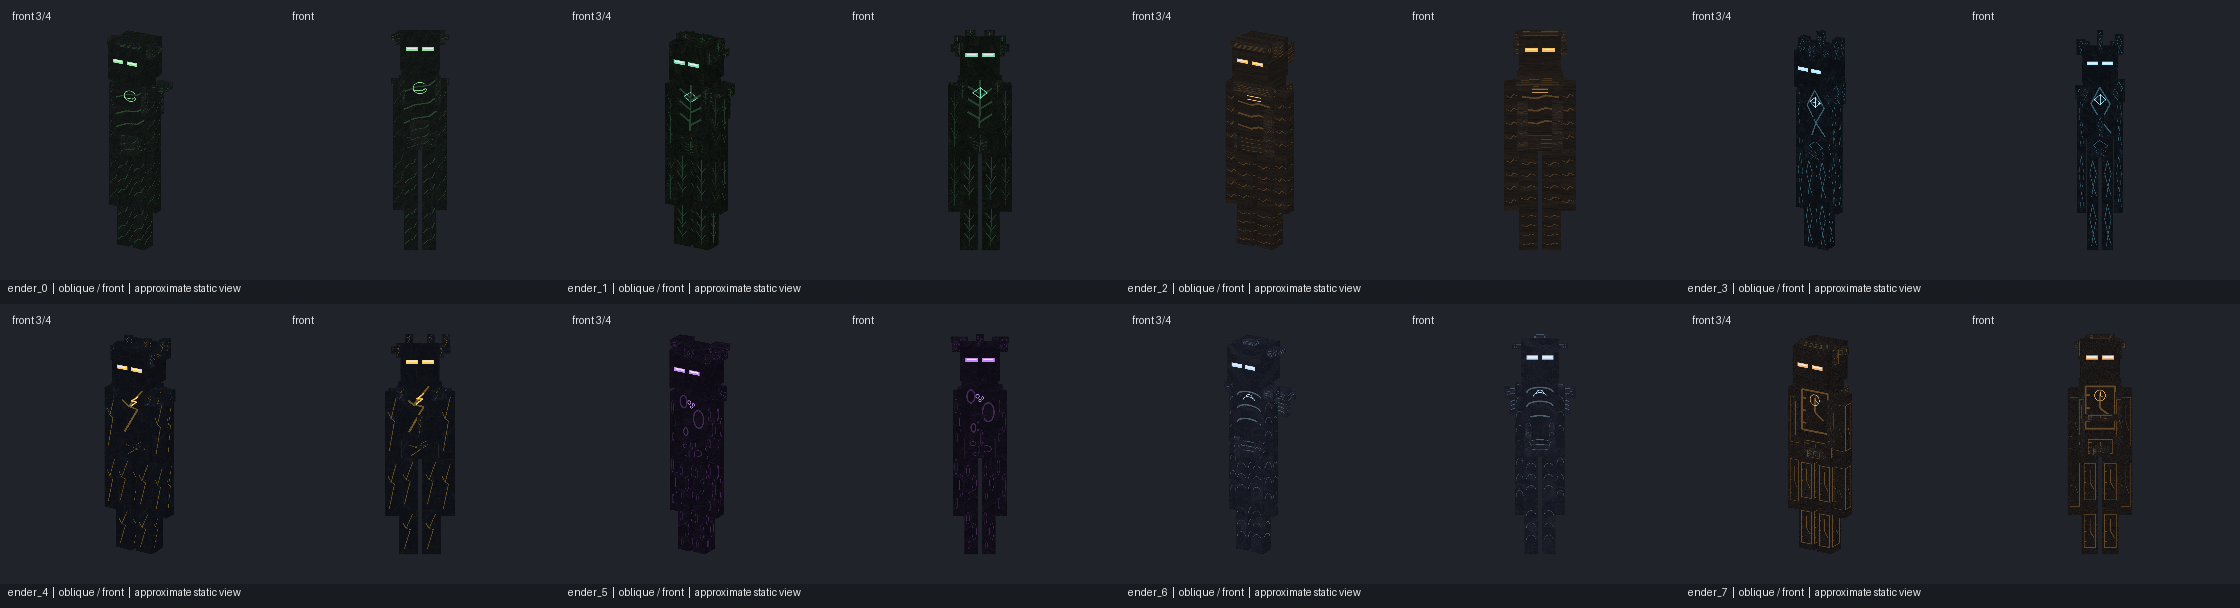 front 3/4 front front 3/4 front front 3/4 front front 3/4 front
ender_0 | oblique / front | approximate static view ender_1 | oblique / front | approximate static view ender_2 | oblique / front | approximate static view ender_3 | oblique / front | approximate static view
front 3/4 front front 3/4 front front 3/4 front front 3/4 front
ender_4 | oblique / front | approximate static view ender_5 | oblique / front | approximate static view ender_6 | oblique / front | approximate static view ender_7 | oblique / front | approximate static view